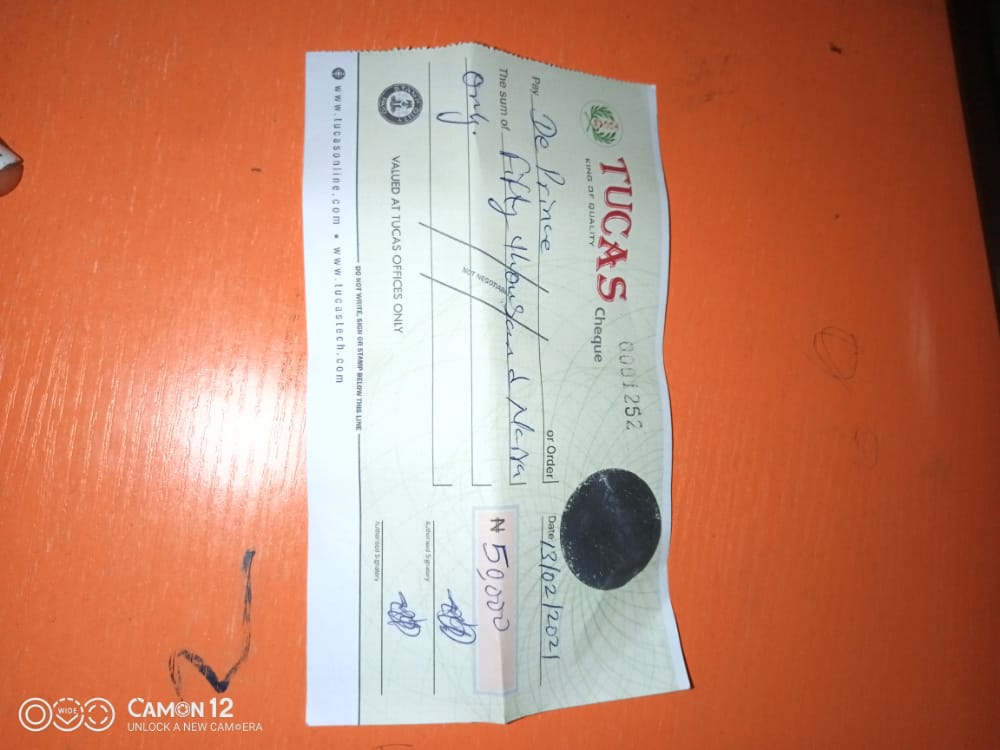 TUCAS Cheque
KING OF QUALITY
0001252
Pay De Prince or Order
Date 13/02/2021
The sum of Fifty thousand Naira
Only.
₦ 50,000
NOT NEGOTIABLE
Authorised Signatory
Authorised Signatory
VALUED AT TUCAS OFFICES ONLY
DO NOT WRITE, SIGN OR STAMP BELOW THIS LINE
www.tucasonline.com • www.tucastech.com
WIDE
CAMON 12
UNLOCK A NEW CAMERA